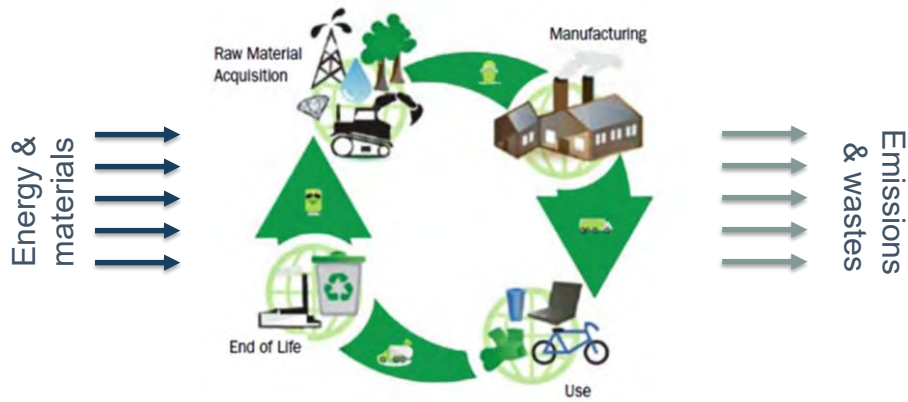 Energy &
materials
Raw Material
Acquisition
Manufacturing
End of Life
Use
Emissions
& wastes